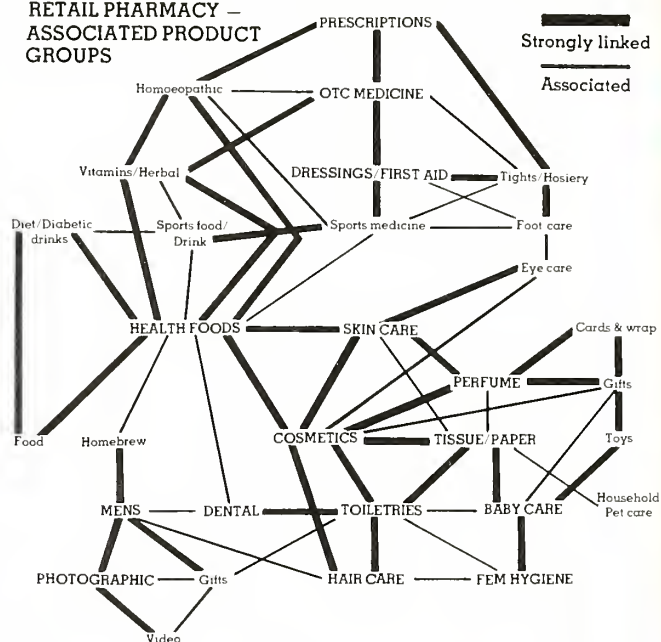 RETAIL PHARMACY –
ASSOCIATED PRODUCT
GROUPS
PRESCRIPTIONS
Strongly linked
Associated
Homoeopathic
OTC MEDICINE
Vitamins/Herbal
DRESSINGS/FIRST AID
Tights/Hosiery
Diet/Diabetic
drinks
Sports food/
Drink
Sports medicine
Foot care
Eye care
HEALTH FOODS
SKIN CARE
Cards & wrap
PERFUME
Gifts
Food
Homebrew
COSMETICS
TISSUE/PAPER
Toys
MENS
DENTAL
TOILETRIES
BABY CARE
Household
Pet care
PHOTOGRAPHIC
Gifts
HAIR CARE
FEM HYGIENE
Video